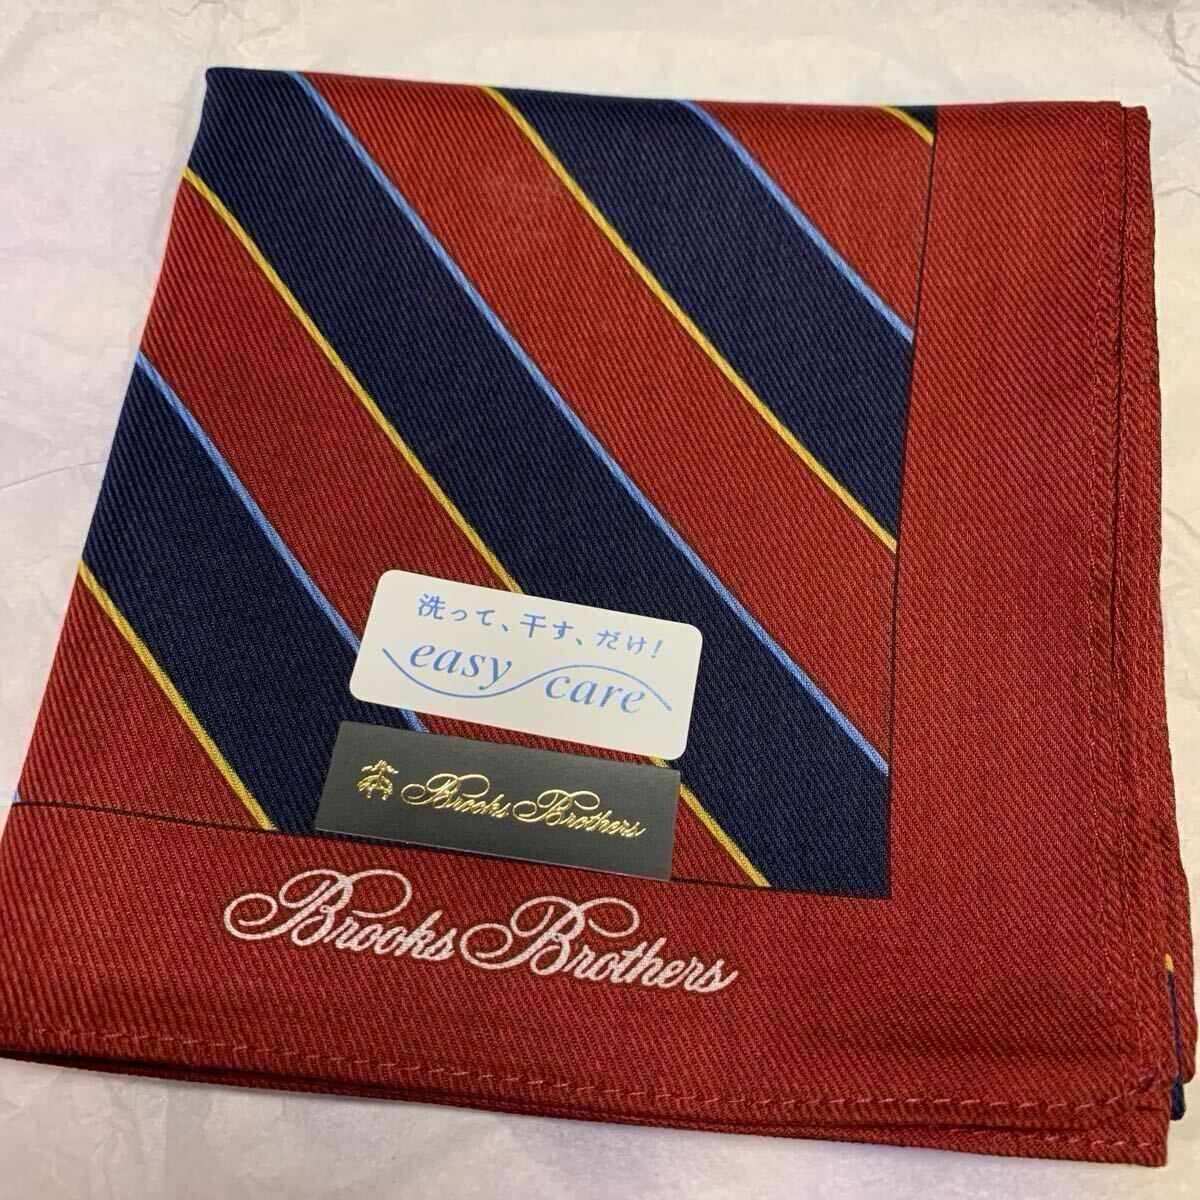 洗って、干す、だけ!
easy care
Brooks Brothers
Brooks Brothers